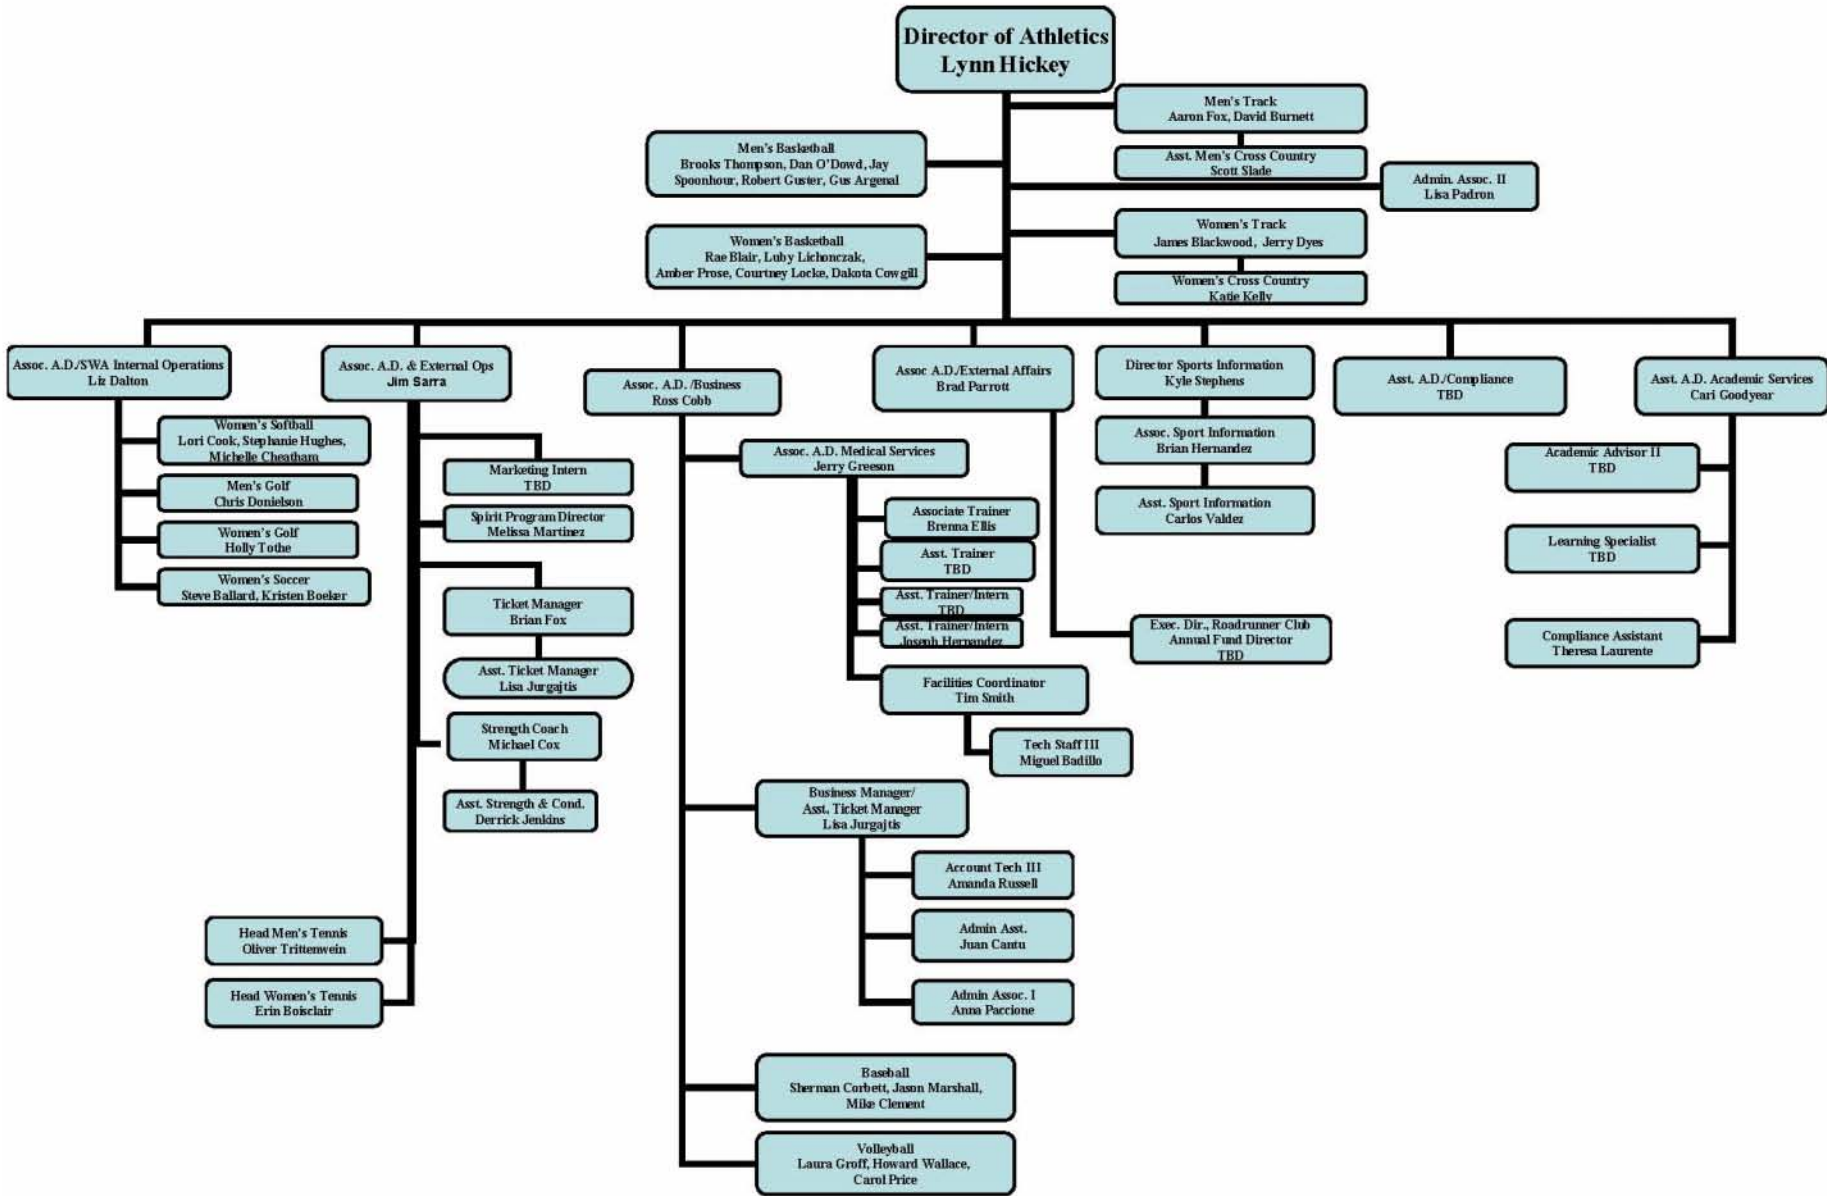 Director of Athletics
Lynn Hickey
Men's Track
Aaron Fox, David Burnett
Men's Basketball
Brooks Thompson, Dan O'Dowd, Jay
Spoonhour, Robert Guster, Gus Argenal
Asst. Men's Cross Country
Scott Slade
Admin. Assoc. II
Lisa Padron
Women's Track
James Blackwood, Jerry Dyes
Women's Basketball
Rae Blair, Luby Lichonczak,
Amber Prose, Courtney Locke, Dakota Cowgill
Women's Cross Country
Katie Kelly
Assoc. A.D./SWA Internal Operations
Liz Dalton
Women's Softball
Lori Cook, Stephanie Hughes,
Michelle Cheatham
Men's Golf
Chris Donielson
Women's Golf
Holly Tothe
Women's Soccer
Steve Ballard, Kristen Boeker
Assoc. A.D. & External Ops
Jim Sarra
Marketing Intern
TBD
Spirit Program Director
Melissa Martinez
Ticket Manager
Brian Fox
Asst. Ticket Manager
Lisa Jurgajtis
Strength Coach
Michael Cox
Asst. Strength & Cond.
Derrick Jenkins
Head Men's Tennis
Oliver Trittenwein
Head Women's Tennis
Erin Boisclair
Assoc. A.D. /Business
Ross Cobb
Assoc. A.D. Medical Services
Jerry Greeson
Associate Trainer
Brenna Ellis
Asst. Trainer
TBD
Asst. Trainer/Intern
TBD
Asst. Trainer/Intern
Joseph Hernandez
Facilities Coordinator
Tim Smith
Tech Staff III
Miguel Badillo
Business Manager/
Asst. Ticket Manager
Lisa Jurgajtis
Account Tech III
Amanda Russell
Admin Asst.
Juan Cantu
Admin Assoc. I
Anna Paccione
Baseball
Sherman Corbett, Jason Marshall,
Mike Clement
Volleyball
Laura Groff, Howard Wallace,
Carol Price
Assoc A.D./External Affairs
Brad Parrott
Exec. Dir., Roadrunner Club
Annual Fund Director
TBD
Director Sports Information
Kyle Stephens
Assoc. Sport Information
Brian Hernandez
Asst. Sport Information
Carlos Valdez
Asst. A.D./Compliance
TBD
Asst. A.D. Academic Services
Cari Goodyear
Academic Advisor II
TBD
Learning Specialist
TBD
Compliance Assistant
Theresa Laurente